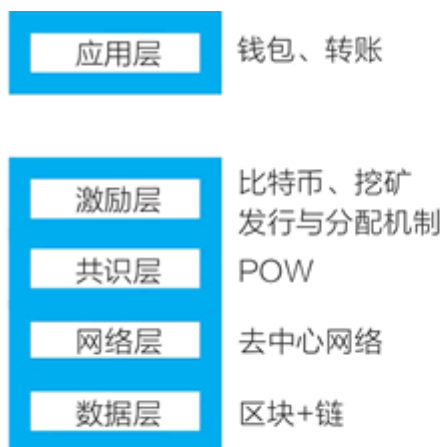 应用层 钱包、转账
激励层 比特币、挖矿
发行与分配机制
共识层 POW
网络层 去中心网络
数据层 区块+链